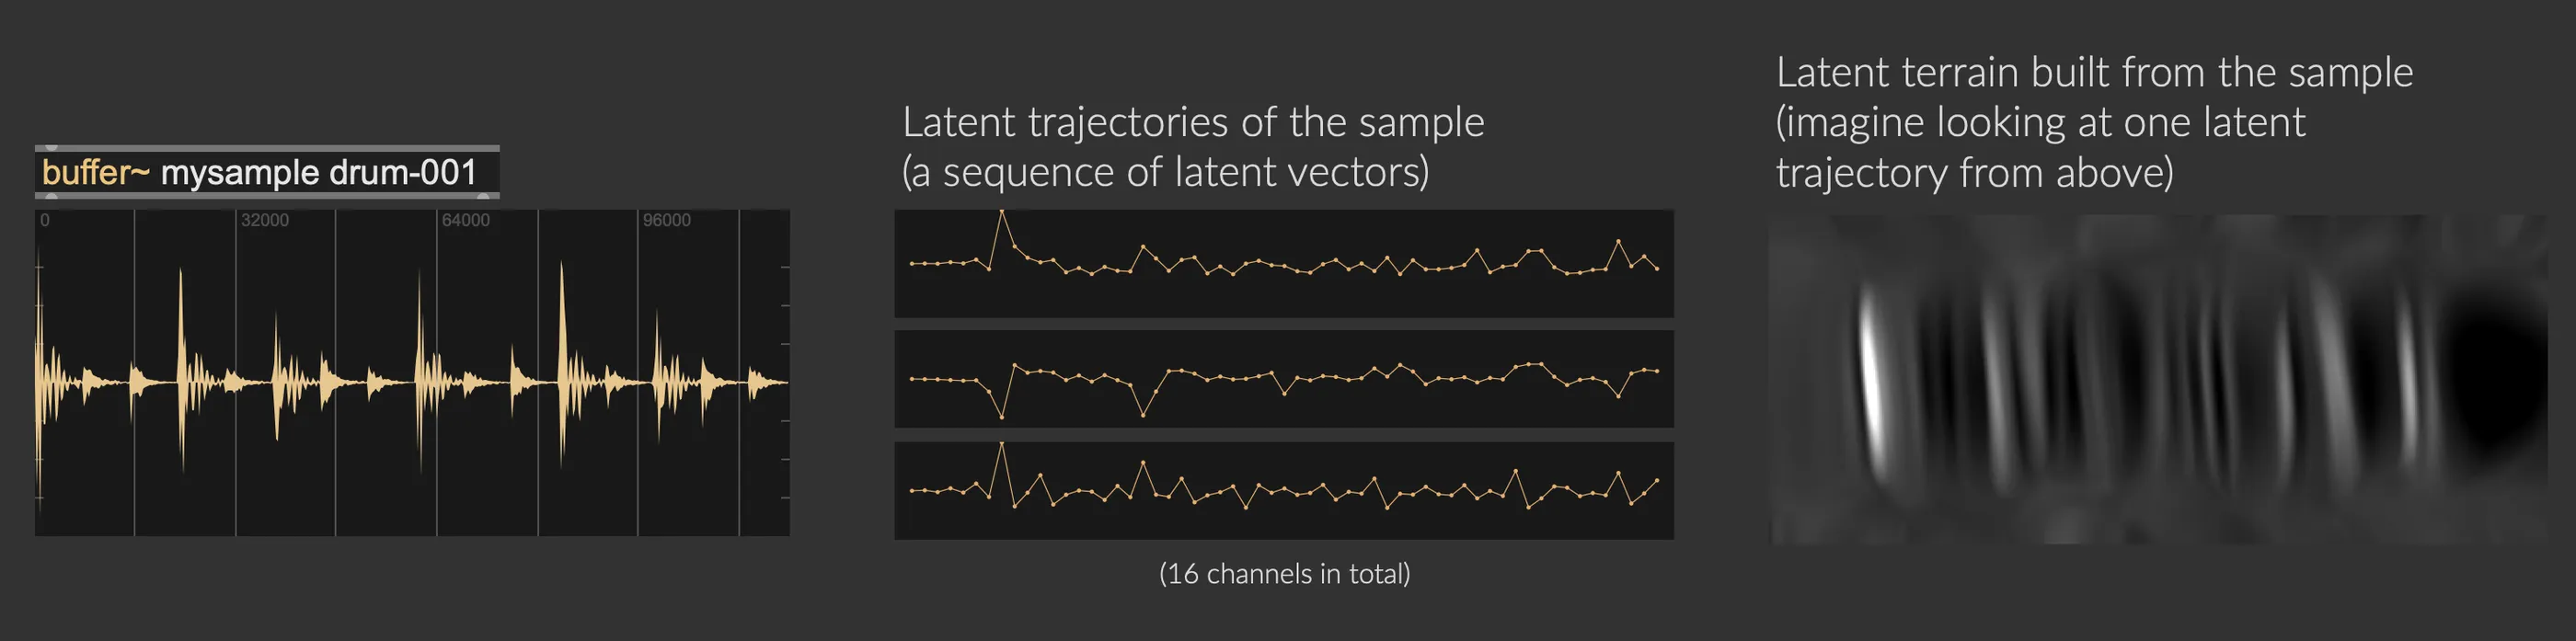 buffer~ mysample drum-001
0
32000
64000
96000
Latent trajectories of the sample
(a sequence of latent vectors)
(16 channels in total)
Latent terrain built from the sample
(imagine looking at one latent
trajectory from above)